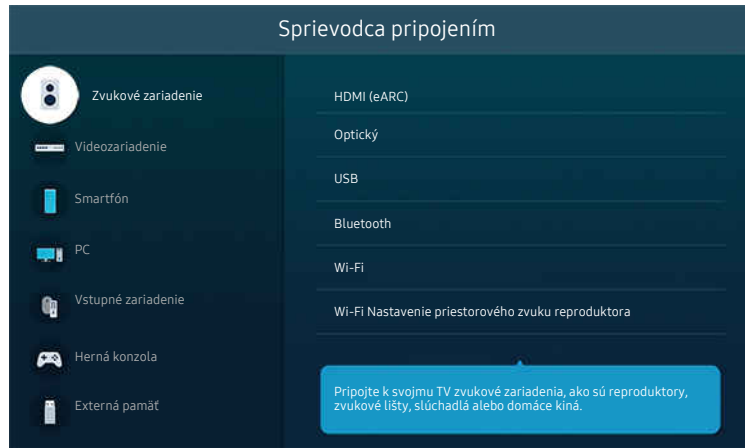 Sprievodca pripojením
Zvukové zariadenie
Videozariadenie
Smartfón
PC
Vstupné zariadenie
Herná konzola
Externá pamäť
HDMI (eARC)
Optický
USB
Bluetooth
Wi-Fi
Wi-Fi Nastavenie priestorového zvuku reproduktora
Pripojte k svojmu TV zvukové zariadenia, ako sú reproduktory,
zvukové lišty, slúchadlá alebo domáce kiná.